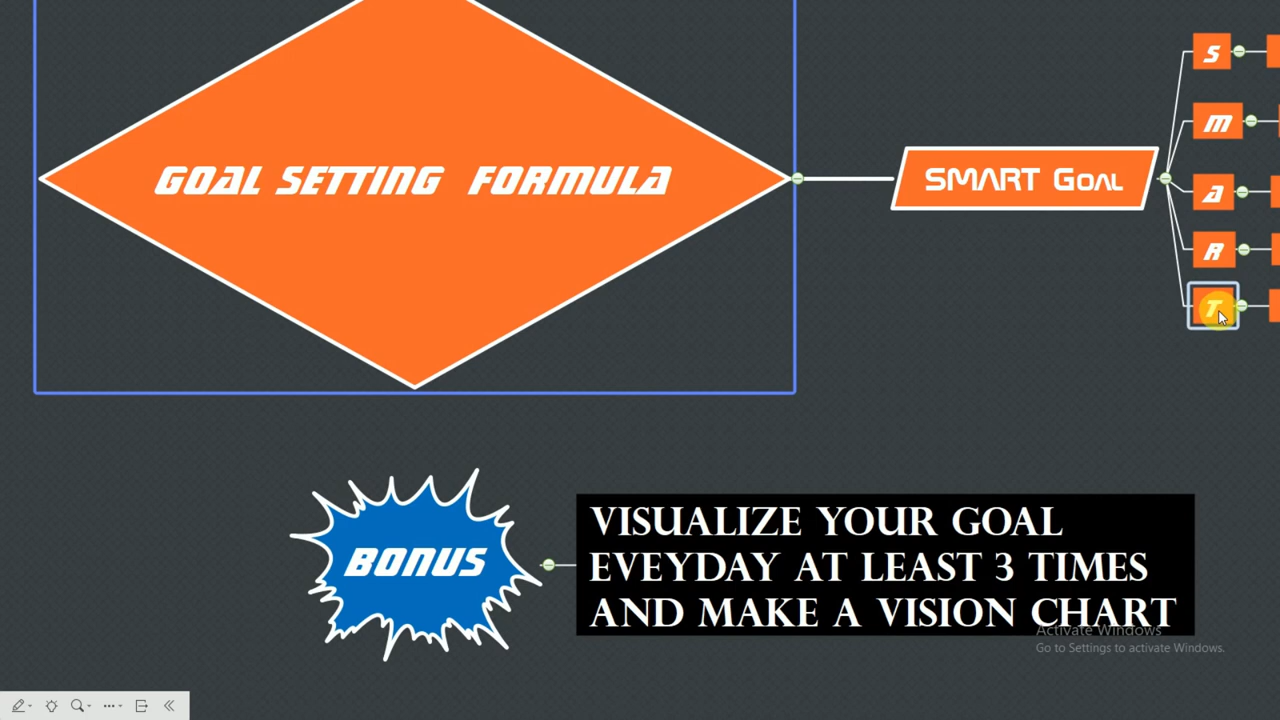 GOAL SETTING FORMULA
SMART GOAL
S
M
A
R
T
BONUS
VISUALIZE YOUR GOAL
EVEYDAY AT LEAST 3 TIMES
AND MAKE A VISION CHART
Activate Windows
Go to Settings to activate Windows.